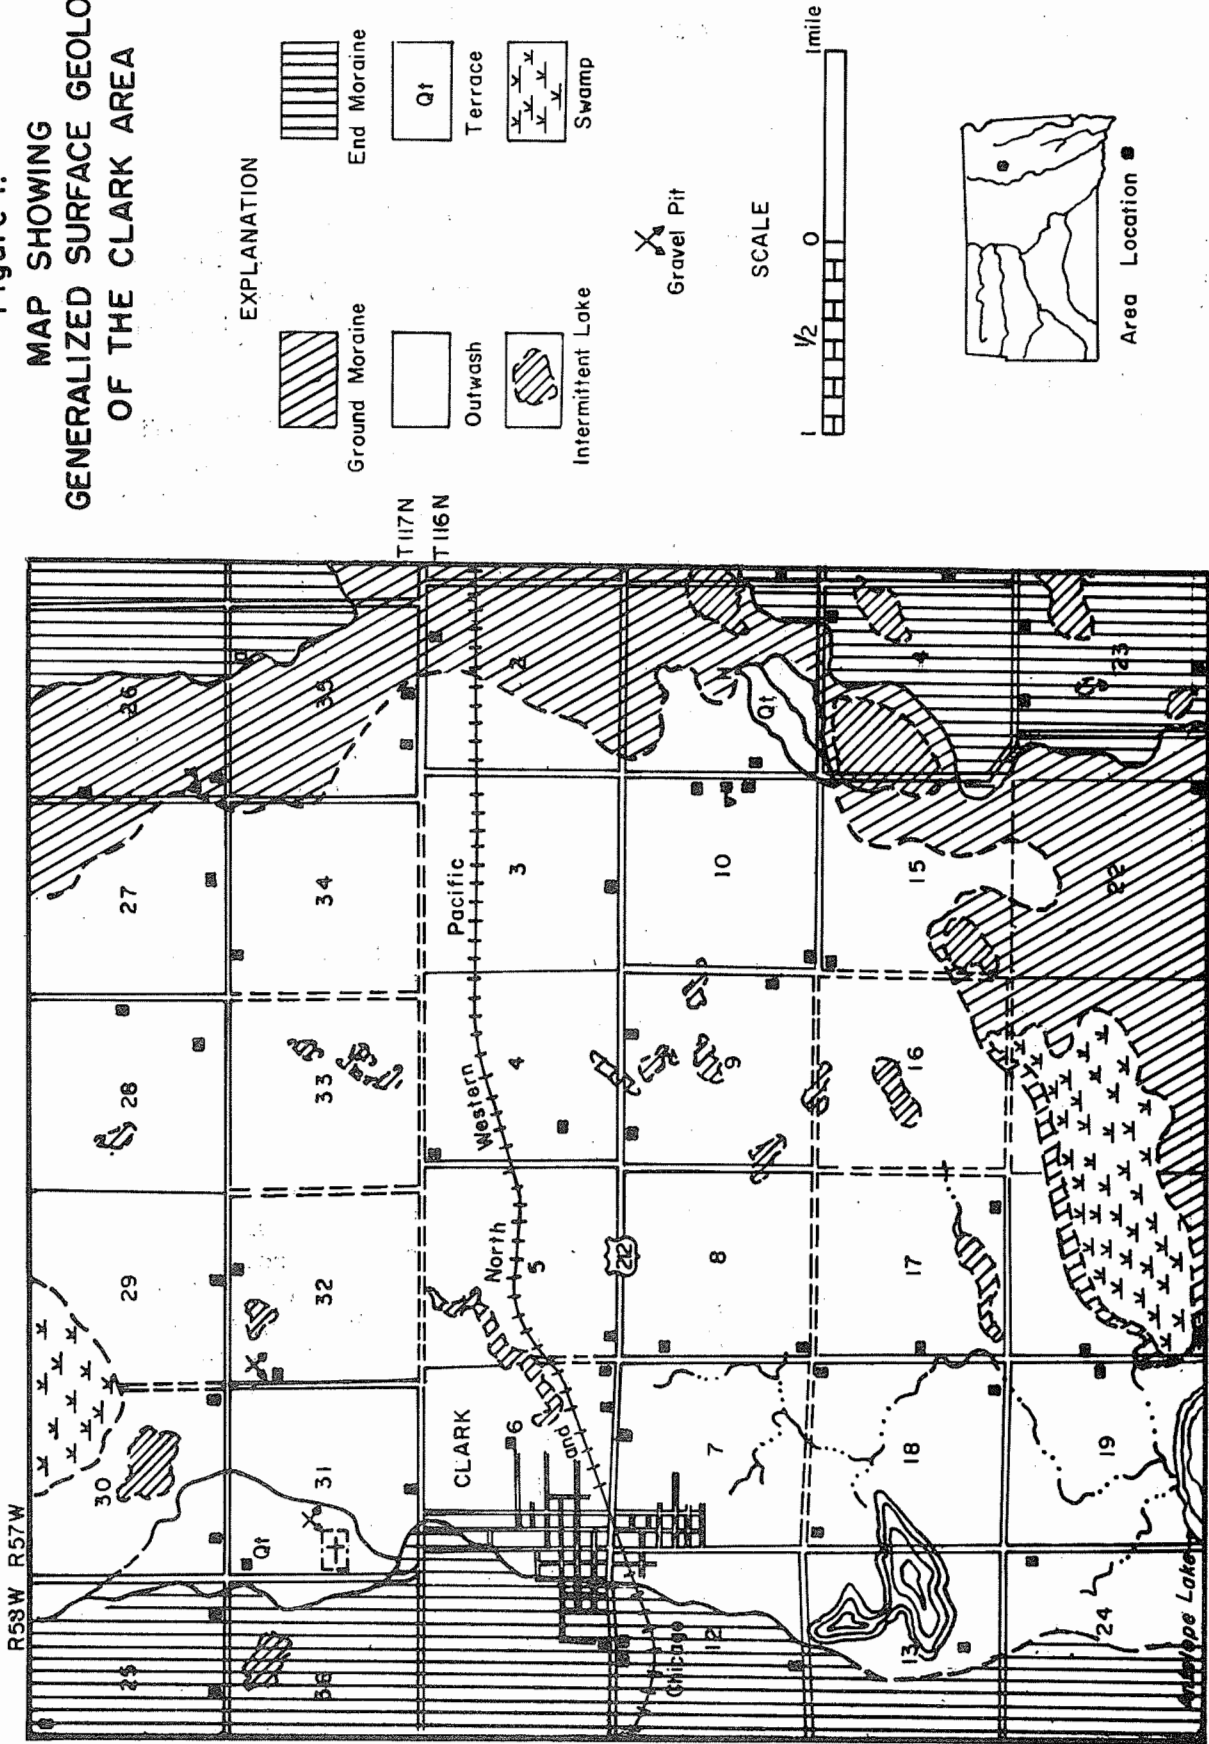 MAP SHOWING
GENERALIZED SURFACE GEOLO
OF THE CLARK AREA
EXPLANATION
Ground Moraine
End Moraine
Outwash
Qt
Terrace
Intermittent Lake
Swamp
Gravel Pit
SCALE
1 1/2 0 1mile
Area Location
R58W R57W
T117N
T116N
25 30 29 28 27 26
36 31 32 33 34 35
Qt
CLARK
6 5 4 3 2
Chicago and North Western Pacific
212
12 7 8 9 10
Qt
13 18 17 16 15
24 19 22 23
Antelope Lake